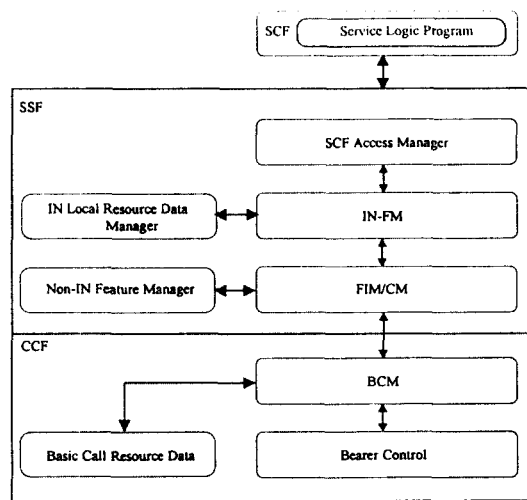 SCF
Service Logic Program
SSF
SCF Access Manager
IN Local Resource Data
Manager
IN-FM
Non-IN Feature Manager
FIM/CM
CCF
BCM
Basic Call Resource Data
Bearer Control